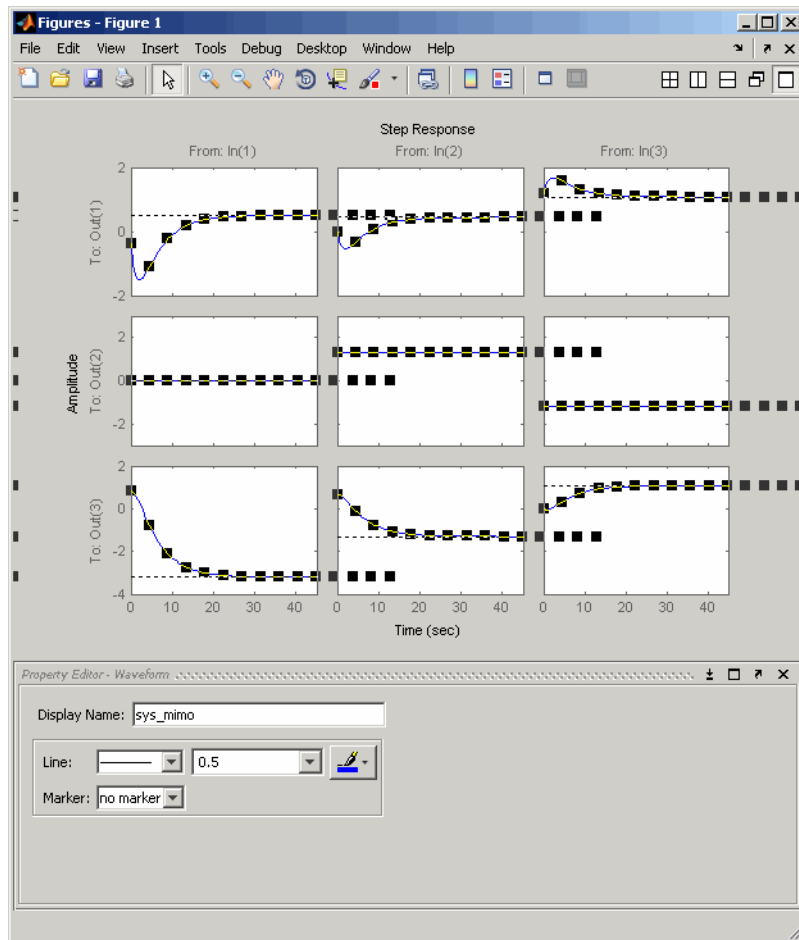 Figures - Figure 1
File Edit View Insert Tools Debug Desktop Window Help
Step Response
From: In(1) From: In(2) From: In(3)
To: Out(1)
2
0
-2
Amplitude
To: Out(2)
2
0
-2
To: Out(3)
2
0
-2
-4
0 10 20 30 40 0 10 20 30 40 0 10 20 30 40
Time (sec)
Property Editor - Waveform
Display Name: sys_mimo
Line: 0.5
Marker: no marker